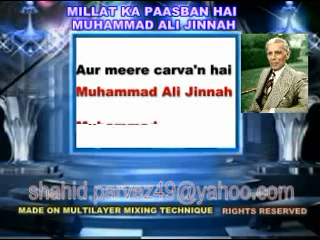 MILLAT KA PAASBAN HAI
MUHAMMAD ALI JINNAH
Aur meere carva'n hai
Muhammad Ali Jinnah
shahid.parvez49@yahoo.com
MADE ON MULTILAYER MIXING TECHNIQUE
RIGHTS RESERVED